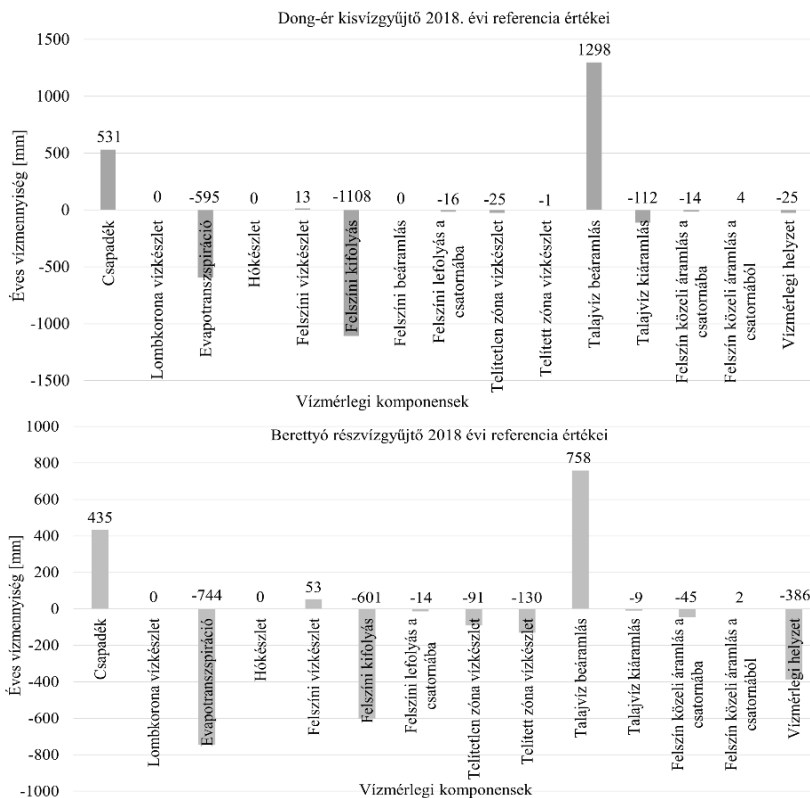 Dong-ér kisvízgyűjtő 2018. évi referencia értékei
Éves vízmennyiség [mm]
1500
1000
500
0
-500
-1000
-1500
531
0
-595
0
13
-1108
0
-16
-25
-1
1298
-112
-14
4
-25
Csapadék
Lombkorona vízkészlet
Evapotranszspiráció
Hókészlet
Felszíni vízkészlet
Felszíni kifolyás
Felszíni beáramlás
Felszíni lefolyás a
csatornába
Telítetlen zóna vízkészlet
Telített zóna vízkészlet
Talajvíz beáramlás
Talajvíz kiáramlás
Felszín közeli áramlás a
csatornába
Felszín közeli áramlás a
csatornából
Vízmérlegi helyzet
Vízmérlegi komponensek
Berettyó részvízgyűjtő 2018 évi referencia értékei
Éves vízmennyiség [mm]
1000
800
600
400
200
0
-200
-400
-600
-800
-1000
435
0
-744
0
53
-601
-14
-91
-130
758
-9
-45
2
-386
Csapadék
Lombkorona vízkészlet
Evapotranszspiráció
Hókészlet
Felszíni vízkészlet
Felszíni kifolyás
Felszíni lefolyás a
csatornába
Telítetlen zóna vízkészlet
Telített zóna vízkészlet
Talajvíz beáramlás
Talajvíz kiáramlás
Felszín közeli áramlás a
csatornába
Felszín közeli áramlás a
csatornából
Vízmérlegi helyzet
Vízmérlegi komponensek